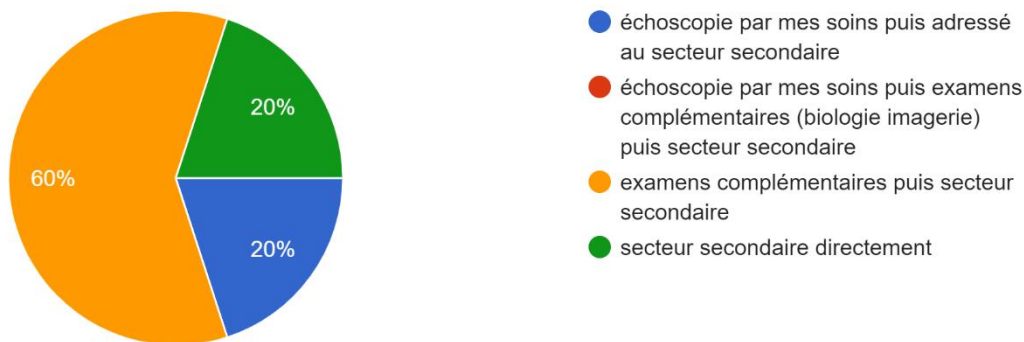 20%
60%
20%
échoscopie par mes soins puis adressé
au secteur secondaire
échoscopie par mes soins puis examens
complémentaires (biologie imagerie)
puis secteur secondaire
examens complémentaires puis secteur
secondaire
secteur secondaire directement